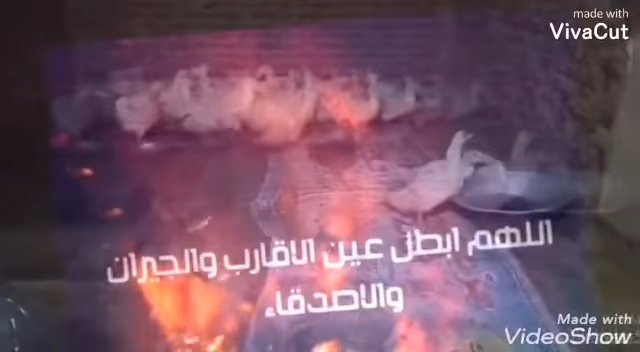 made with
VivaCut
اللهم ابطل عين الاقارب والجيران
والاصدقاء
Made with
VideoShow